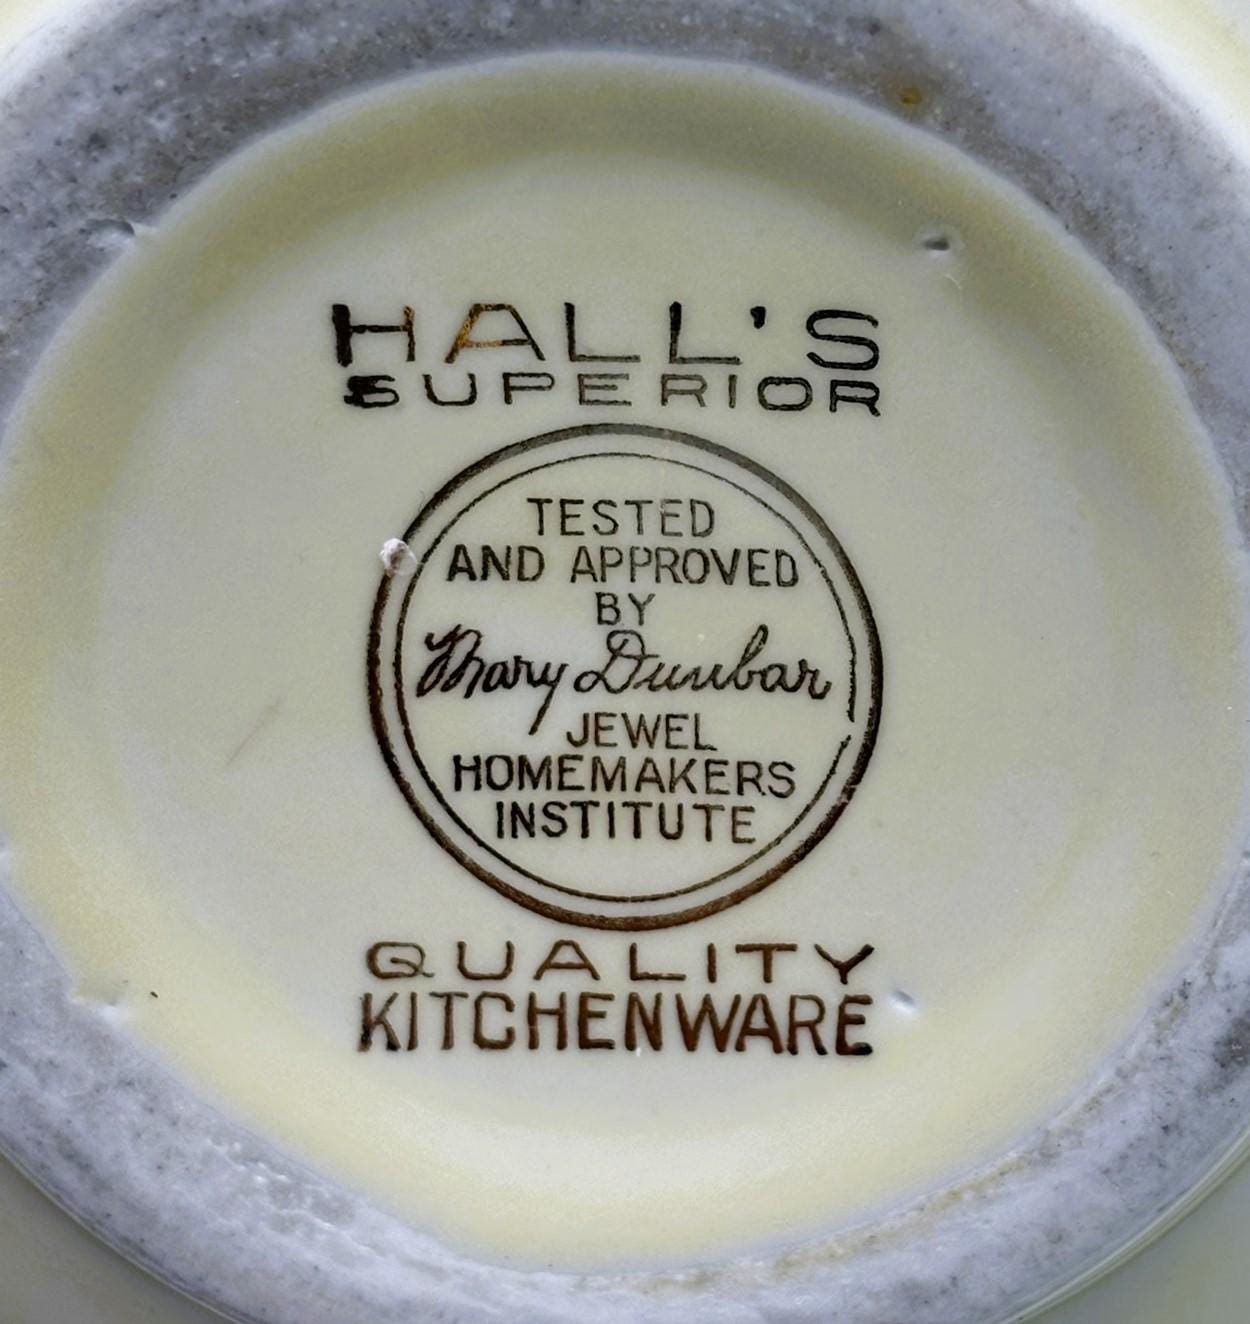 HALL'S
SUPERIOR
TESTED
AND APPROVED
BY
Mary Dunbar
JEWEL
HOMEMAKERS
INSTITUTE
QUALITY
KITCHENWARE